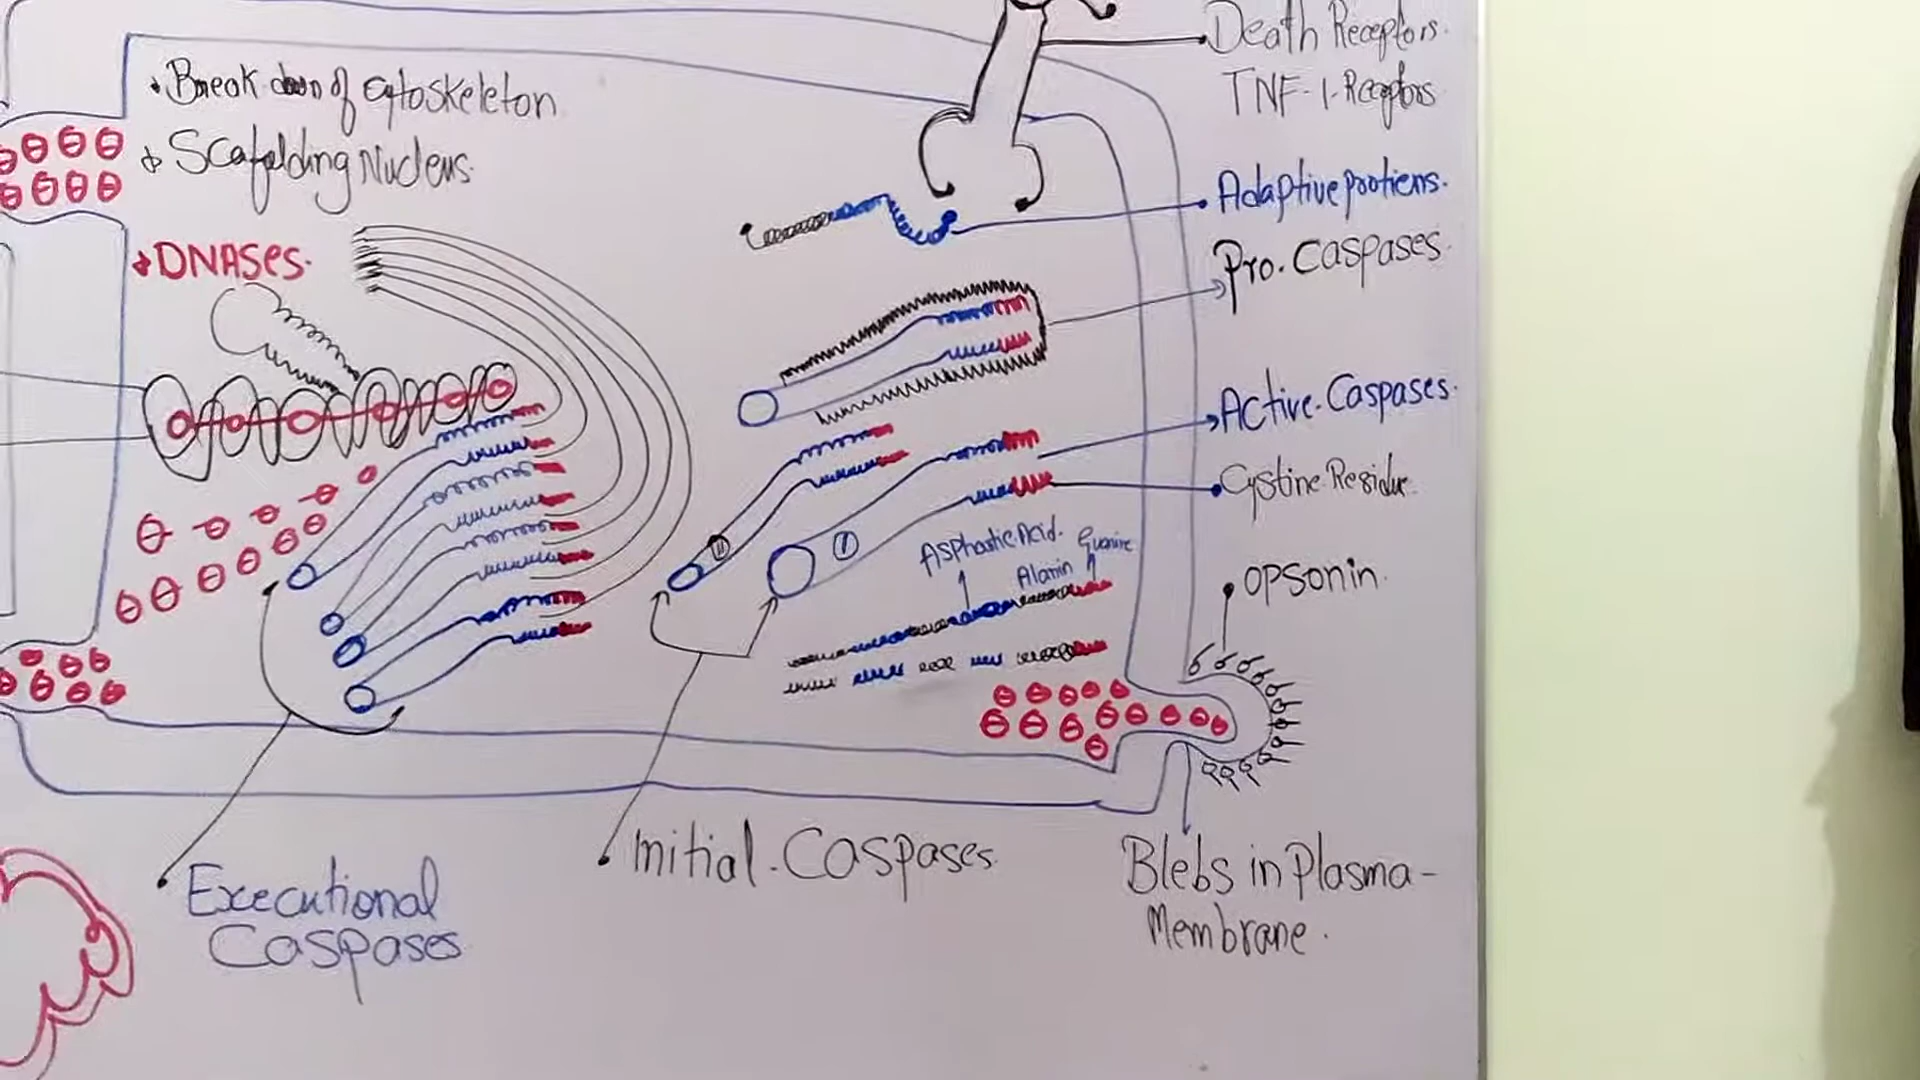 Death Receptors.
TNF-1-Receptors
Break down of Cytoskeleton
Scafolding Nucleus.
Adaptive protiens.
DNASes.
Pro. Caspases.
Active. Caspases.
Cystine Residue.
Asphastic Acid.
Guanine
Alanin
OPSONIN.
II
I
Initial. Caspases.
Executional
Caspases
Blebs in Plasma-
Membrane.